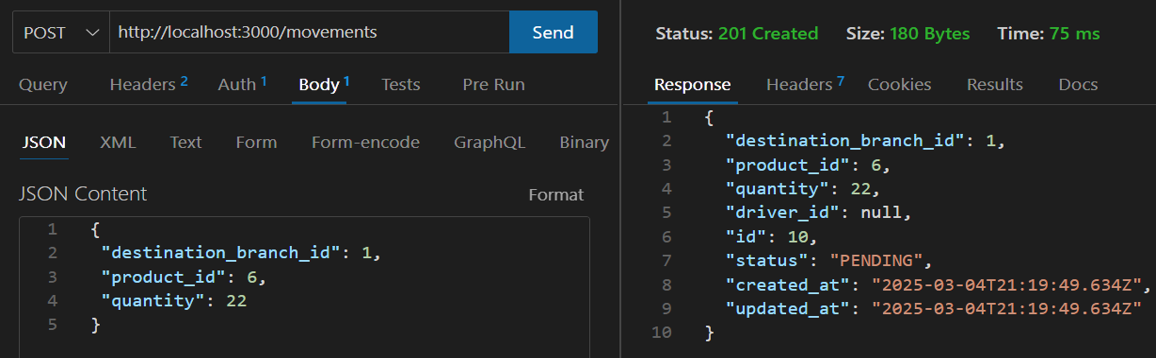 POST http://localhost:3000/movements Send
Query Headers 2 Auth 1 Body 1 Tests Pre Run
JSON XML Text Form Form-encode GraphQL Binary
JSON Content Format
1 {
2 "destination_branch_id": 1,
3 "product_id": 6,
4 "quantity": 22
5 }
Status: 201 Created Size: 180 Bytes Time: 75 ms
Response Headers 7 Cookies Results Docs
1 {
2 "destination_branch_id": 1,
3 "product_id": 6,
4 "quantity": 22,
5 "driver_id": null,
6 "id": 10,
7 "status": "PENDING",
8 "created_at": "2025-03-04T21:19:49.634Z",
9 "updated_at": "2025-03-04T21:19:49.634Z"
10 }